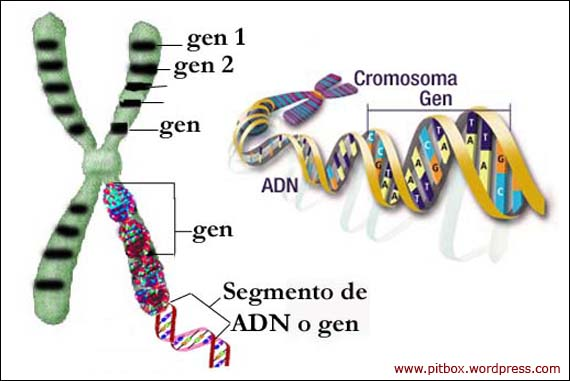 gen 1
gen 2
gen
gen
Segmento de
ADN o gen
Cromosoma
Gen
ADN
C C G T A A
C A G A T T
T A A T
T G C
www.pitbox.wordpress.com